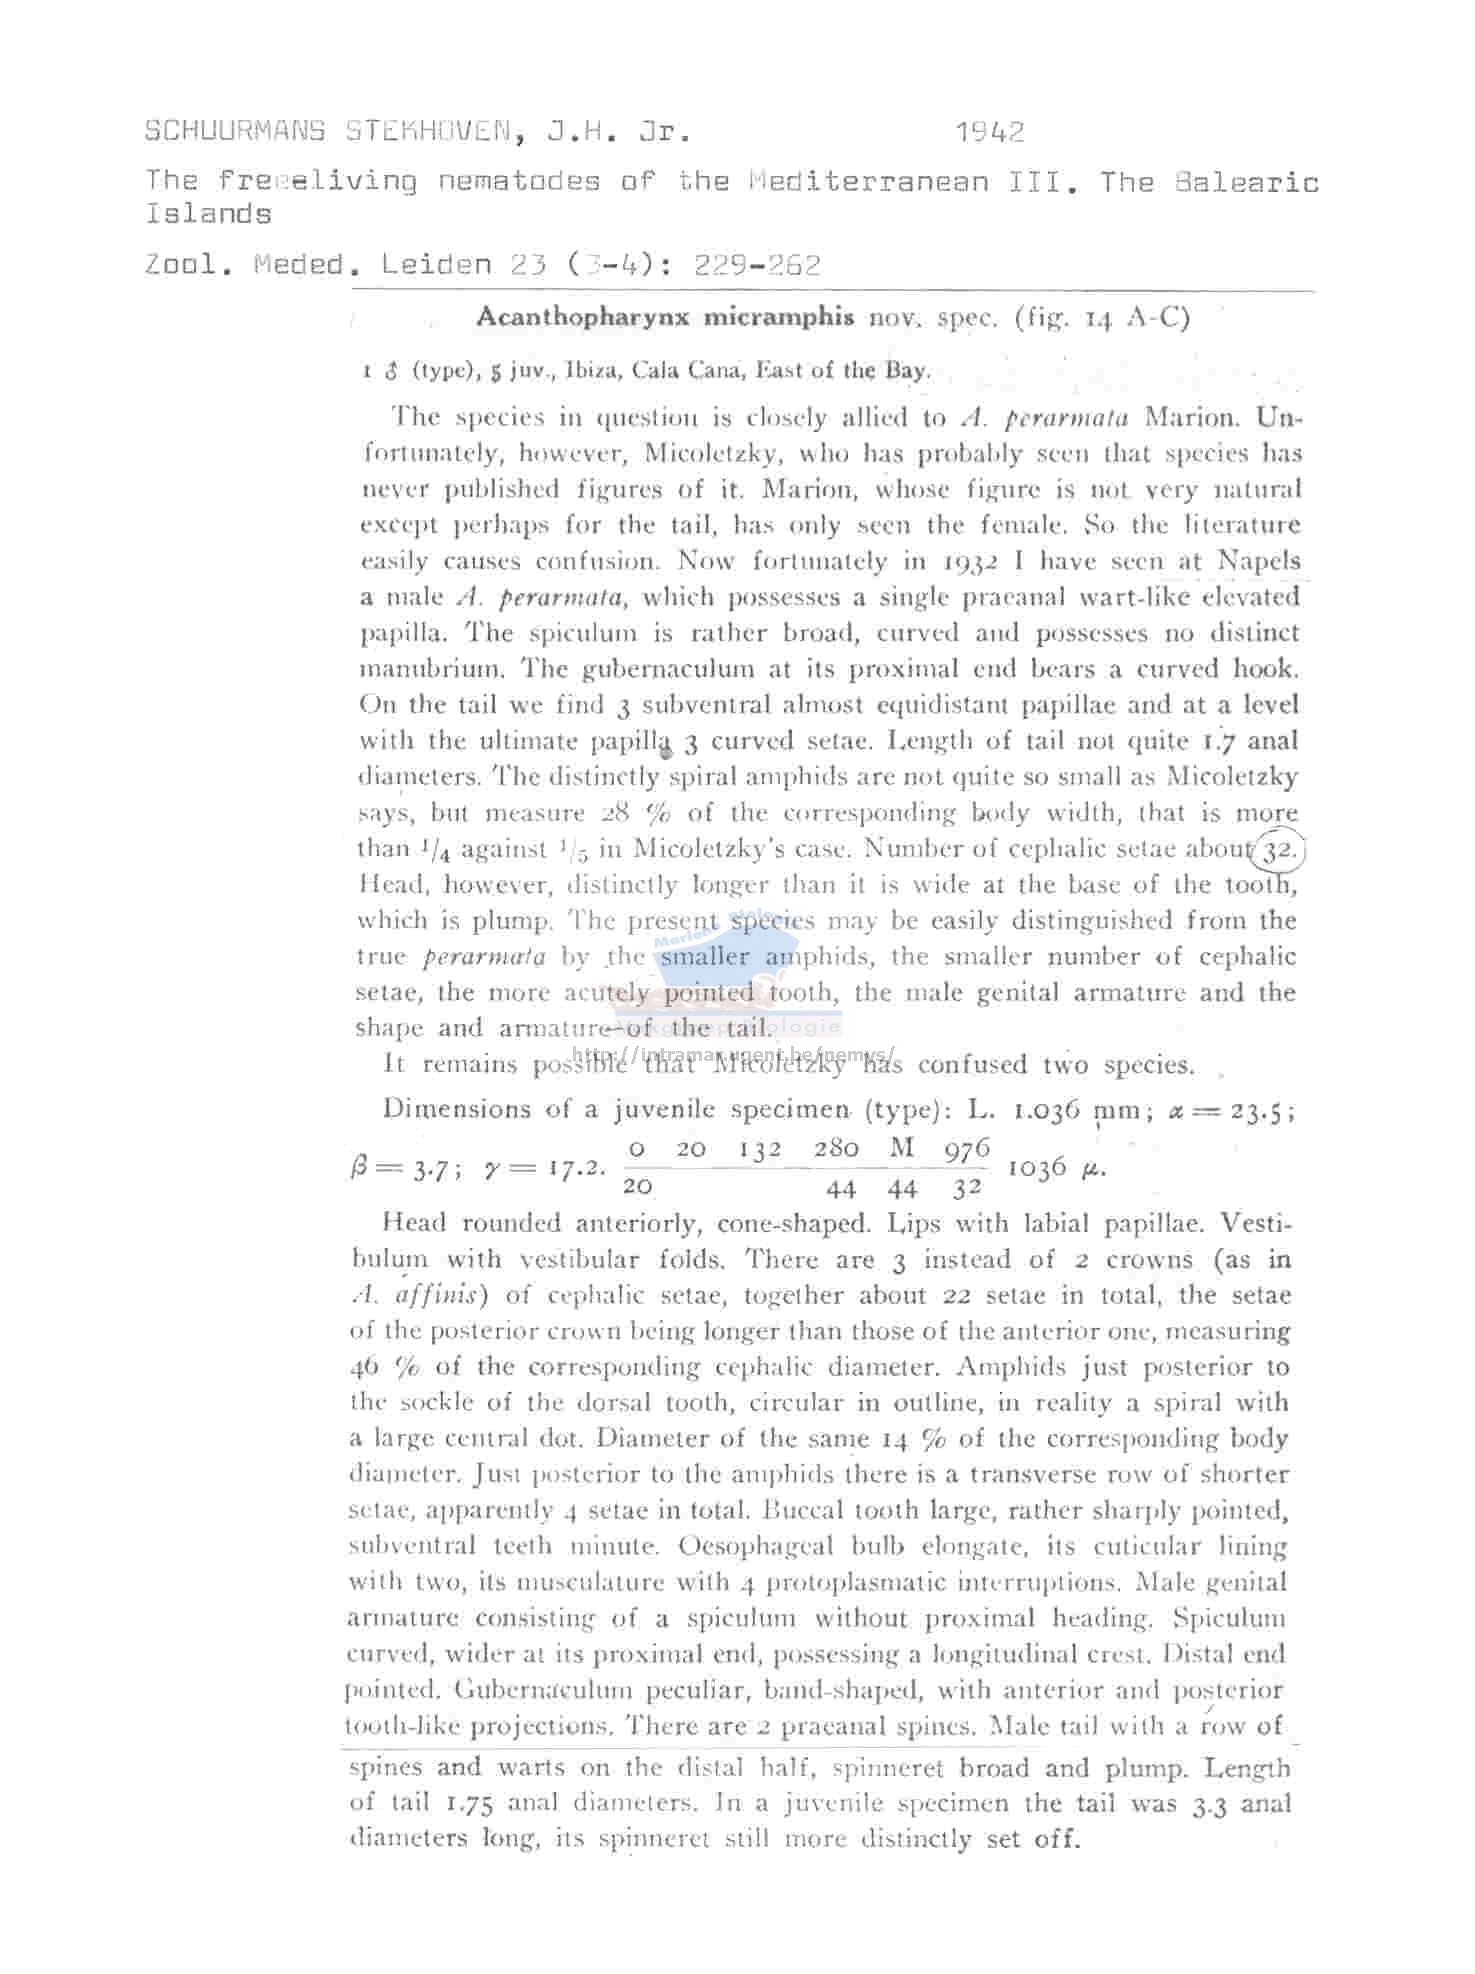 SCHUURMANS STEKHOVEN, J.H. Jr. 1942
The freeeliving nematodes of the Mediterranean III. The Balearic
Islands
Zool. Meded. Leiden 23 (3-4): 229-262
Acanthopharynx micramphis nov. spec. (fig. 14 A-C)
1 ♂ (type), 5 juv., Ibiza, Cala Cana, East of the Bay.
The species in question is closely allied to A. perarmata Marion. Un-
fortunately, however, Micoletzky, who has probably seen that species has
never published figures of it. Marion, whose figure is not very natural
except perhaps for the tail, has only seen the female. So the literature
easily causes confusion. Now fortunately in 1932 I have seen at Napels
a male A. perarmata, which possesses a single praeanal wart-like elevated
papilla. The spiculum is rather broad, curved and possesses no distinct
manubrium. The gubernaculum at its proximal end bears a curved hook.
On the tail we find 3 subventral almost equidistant papillae and at a level
with the ultimate papilla 3 curved setae. Length of tail not quite 1.7 anal
diameters. The distinctly spiral amphids are not quite so small as Micoletzky
says, but measure 28 % of the corresponding body width, that is more
than 1/4 against 1/5 in Micoletzky's case. Number of cephalic setae about 32.
Head, however, distinctly longer than it is wide at the base of the tooth,
which is plump. The present species may be easily distinguished from the
true perarmata by the smaller amphids, the smaller number of cephalic
setae, the more acutely pointed tooth, the male genital armature and the
shape and armature of the tail.
http://intramar.ugent.be/nemys/
It remains possible that Micoletzky has confused two species.
Dimensions of a juvenile specimen (type): L. 1.036 mm; α = 23.5;
0 20 132 280 M 976
β = 3.7; γ = 17.2. 1036 μ.
20 44 44 32
Head rounded anteriorly, cone-shaped. Lips with labial papillae. Vesti-
bulum with vestibular folds. There are 3 instead of 2 crowns (as in
A. affinis) of cephalic setae, together about 22 setae in total, the setae
of the posterior crown being longer than those of the anterior one, measuring
46 % of the corresponding cephalic diameter. Amphids just posterior to
the sockle of the dorsal tooth, circular in outline, in reality a spiral with
a large central dot. Diameter of the same 14 % of the corresponding body
diameter. Just posterior to the amphids there is a transverse row of shorter
setae, apparently 4 setae in total. Buccal tooth large, rather sharply pointed,
subventral teeth minute. Oesophageal bulb elongate, its cuticular lining
with two, its musculature with 4 protoplasmatic interruptions. Male genital
armature consisting of a spiculum without proximal heading. Spiculum
curved, wider at its proximal end, possessing a longitudinal crest. Distal end
pointed. Gubernaculum peculiar, band-shaped, with anterior and posterior
tooth-like projections. There are 2 praeanal spines. Male tail with a row of
spines and warts on the distal half, spinneret broad and plump. Length
of tail 1.75 anal diameters. In a juvenile specimen the tail was 3.3 anal
diameters long, its spinneret still more distinctly set off.